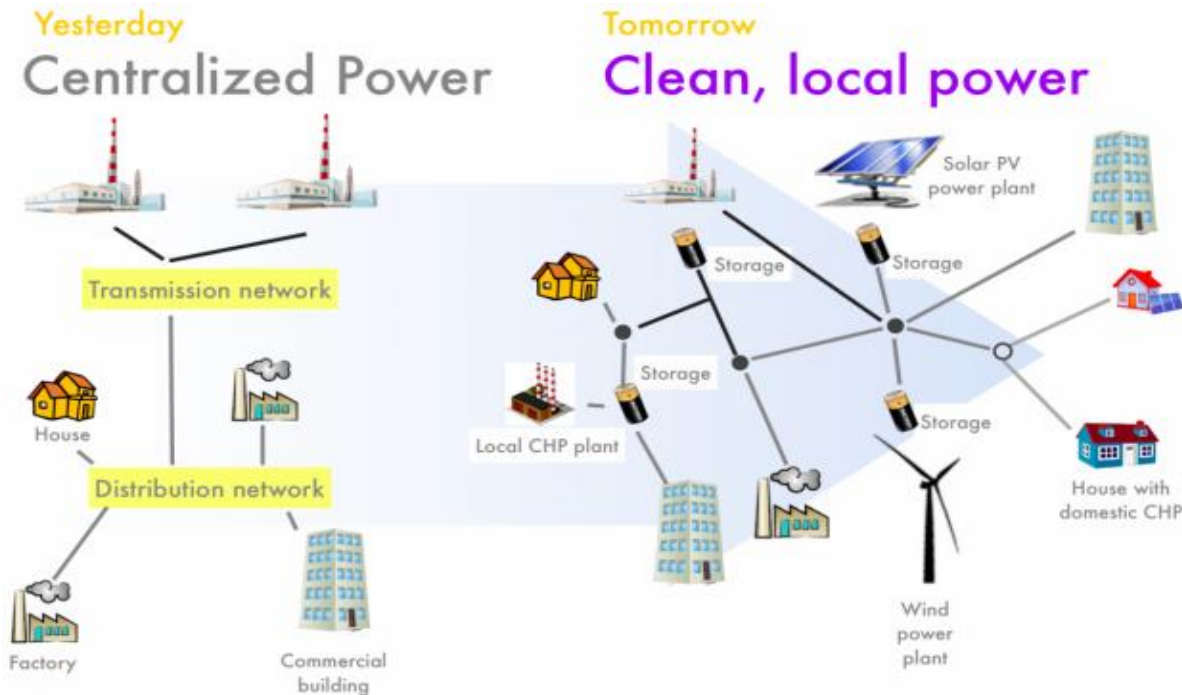 Yesterday
Centralized Power
Transmission network
House
Distribution network
Factory
Commercial
building
Tomorrow
Clean, local power
Solar PV
power plant
Storage
Storage
Storage
Local CHP plant
Storage
House with
domestic CHP
Wind
power
plant